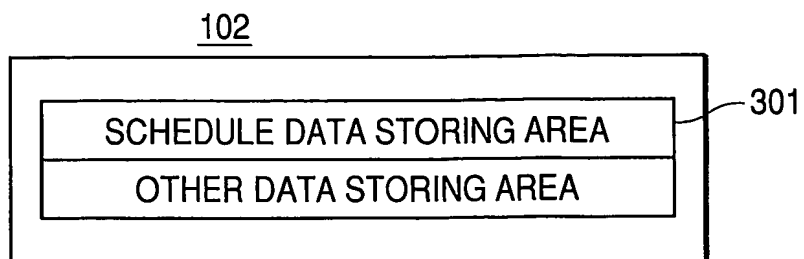 102
SCHEDULE DATA STORING AREA
301
OTHER DATA STORING AREA